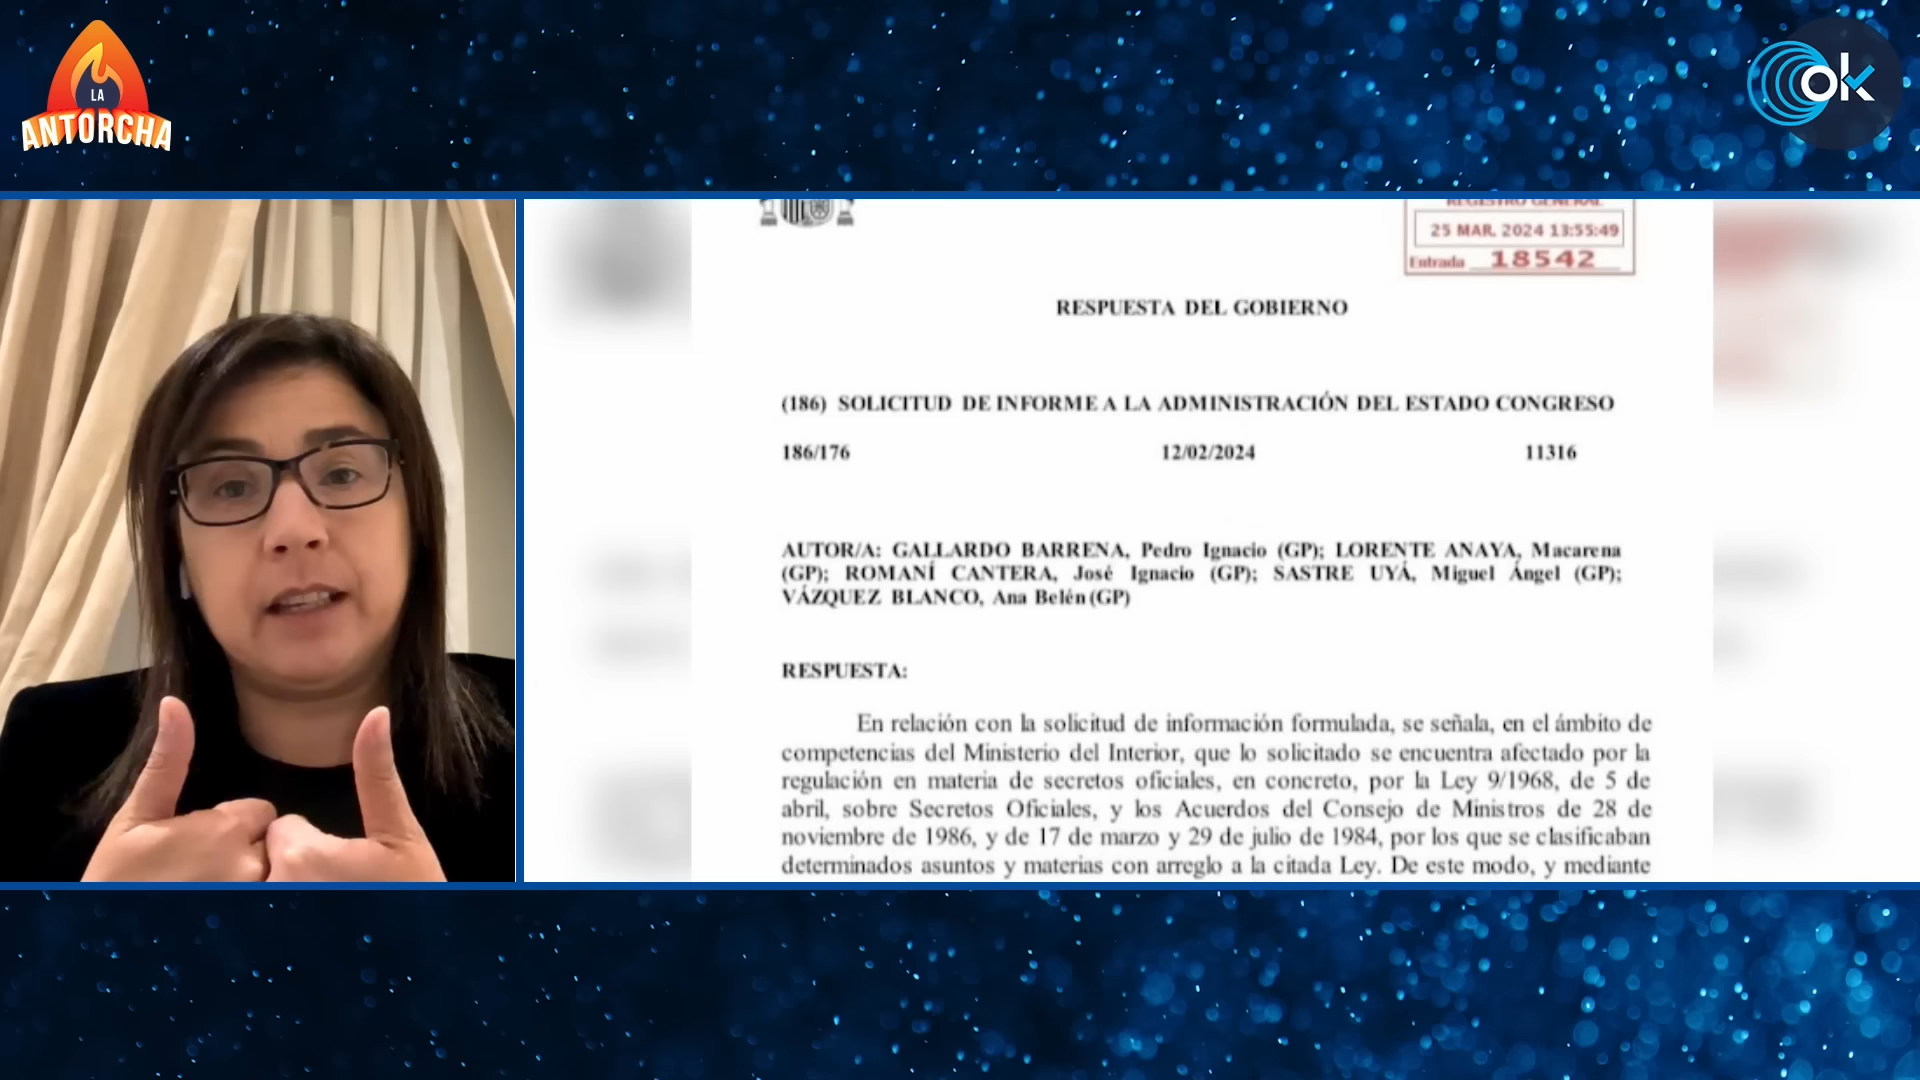 LA
ANTORCHA
ok
REGISTRO GENERAL
25 MAR. 2024 13:55:49
Entrada 18542
RESPUESTA DEL GOBIERNO
(186) SOLICITUD DE INFORME A LA ADMINISTRACIÓN DEL ESTADO CONGRESO
186/176 12/02/2024 11316
AUTOR/A: GALLARDO BARRENA, Pedro Ignacio (GP); LORENTE ANAYA, Macarena
(GP); ROMANÍ CANTERA, José Ignacio (GP); SASTRE UYÁ, Miguel Ángel (GP);
VÁZQUEZ BLANCO, Ana Belén (GP)
RESPUESTA:
En relación con la solicitud de información formulada, se señala, en el ámbito de
competencias del Ministerio del Interior, que lo solicitado se encuentra afectado por la
regulación en materia de secretos oficiales, en concreto, por la Ley 9/1968, de 5 de
abril, sobre Secretos Oficiales, y los Acuerdos del Consejo de Ministros de 28 de
noviembre de 1986, y de 17 de marzo y 29 de julio de 1984, por los que se clasificaban
determinados asuntos y materias con arreglo a la citada Ley. De este modo, y mediante